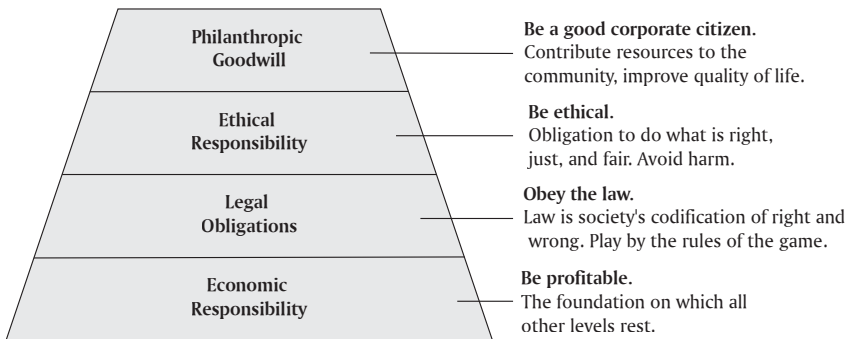 Philanthropic
Goodwill
Be a good corporate citizen.
Contribute resources to the
community, improve quality of life.
Ethical
Responsibility
Be ethical.
Obligation to do what is right,
just, and fair. Avoid harm.
Legal
Obligations
Obey the law.
Law is society's codification of right and
wrong. Play by the rules of the game.
Economic
Responsibility
Be profitable.
The foundation on which all
other levels rest.